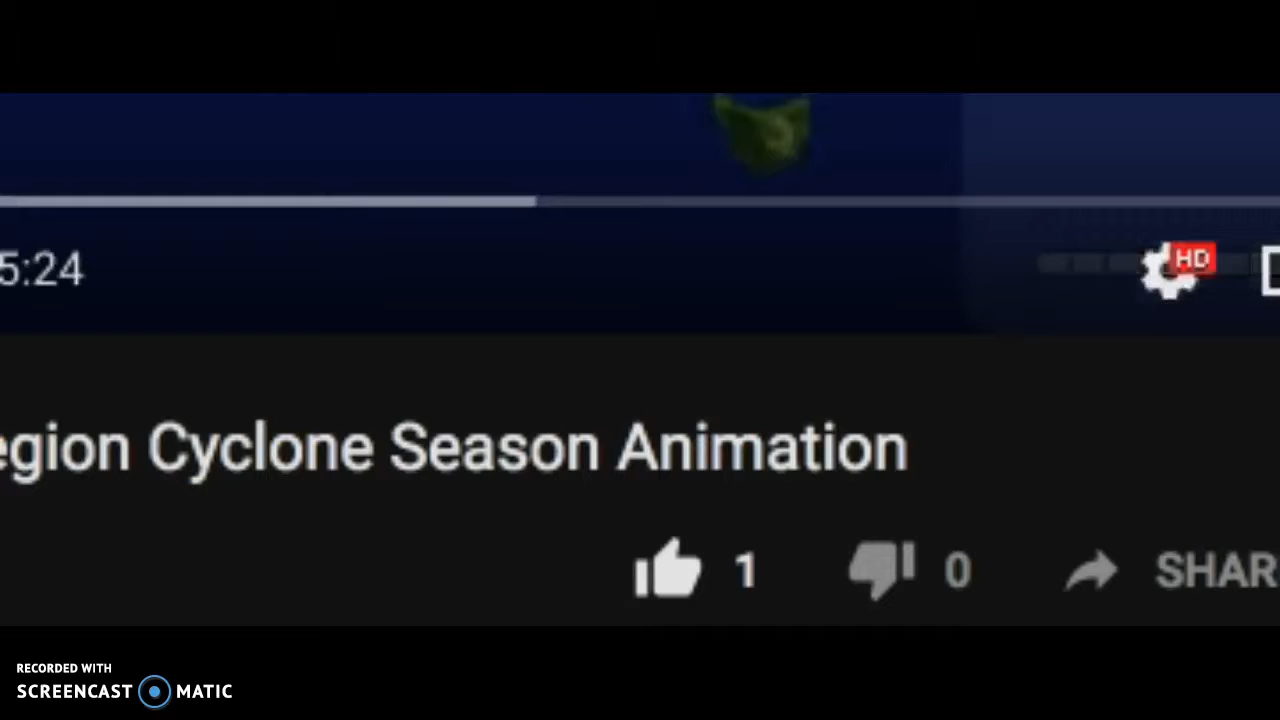 5:24
HD
egion Cyclone Season Animation
1 0 SHAR
RECORDED WITH
SCREENCAST MATIC